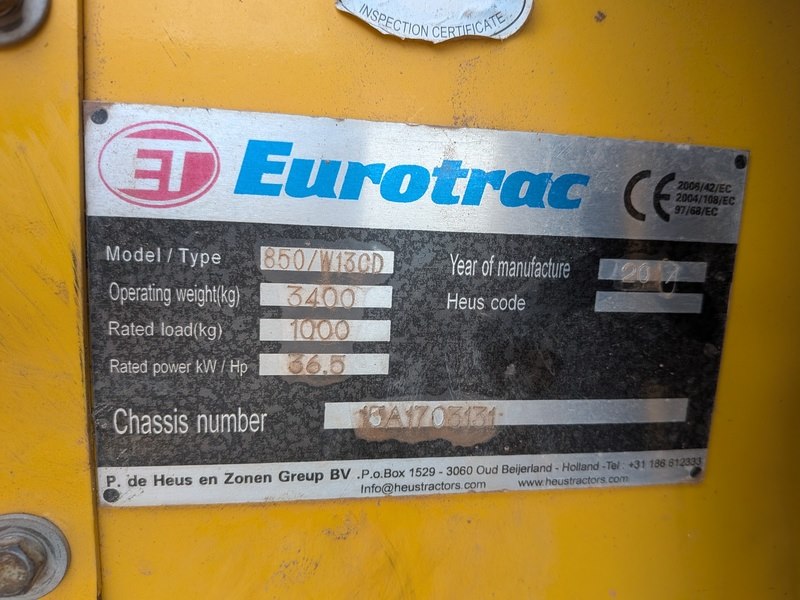 INSPECTION CERTIFICATE
ET Eurotrac
CE 2006/42/EC
2004/108/EC
97/68/EC
Model / Type 850/W13CD
Year of manufacture
Operating weight(kg) 3400
Heus code
Rated load(kg) 1000
Rated power kW / Hp 36.5
Chassis number
P. de Heus en Zonen Greup BV .P.o.Box 1529 - 3060 Oud Beijerland - Holland -Tel : +31 186 612333
Info@heustractors.com www.heustractors.com